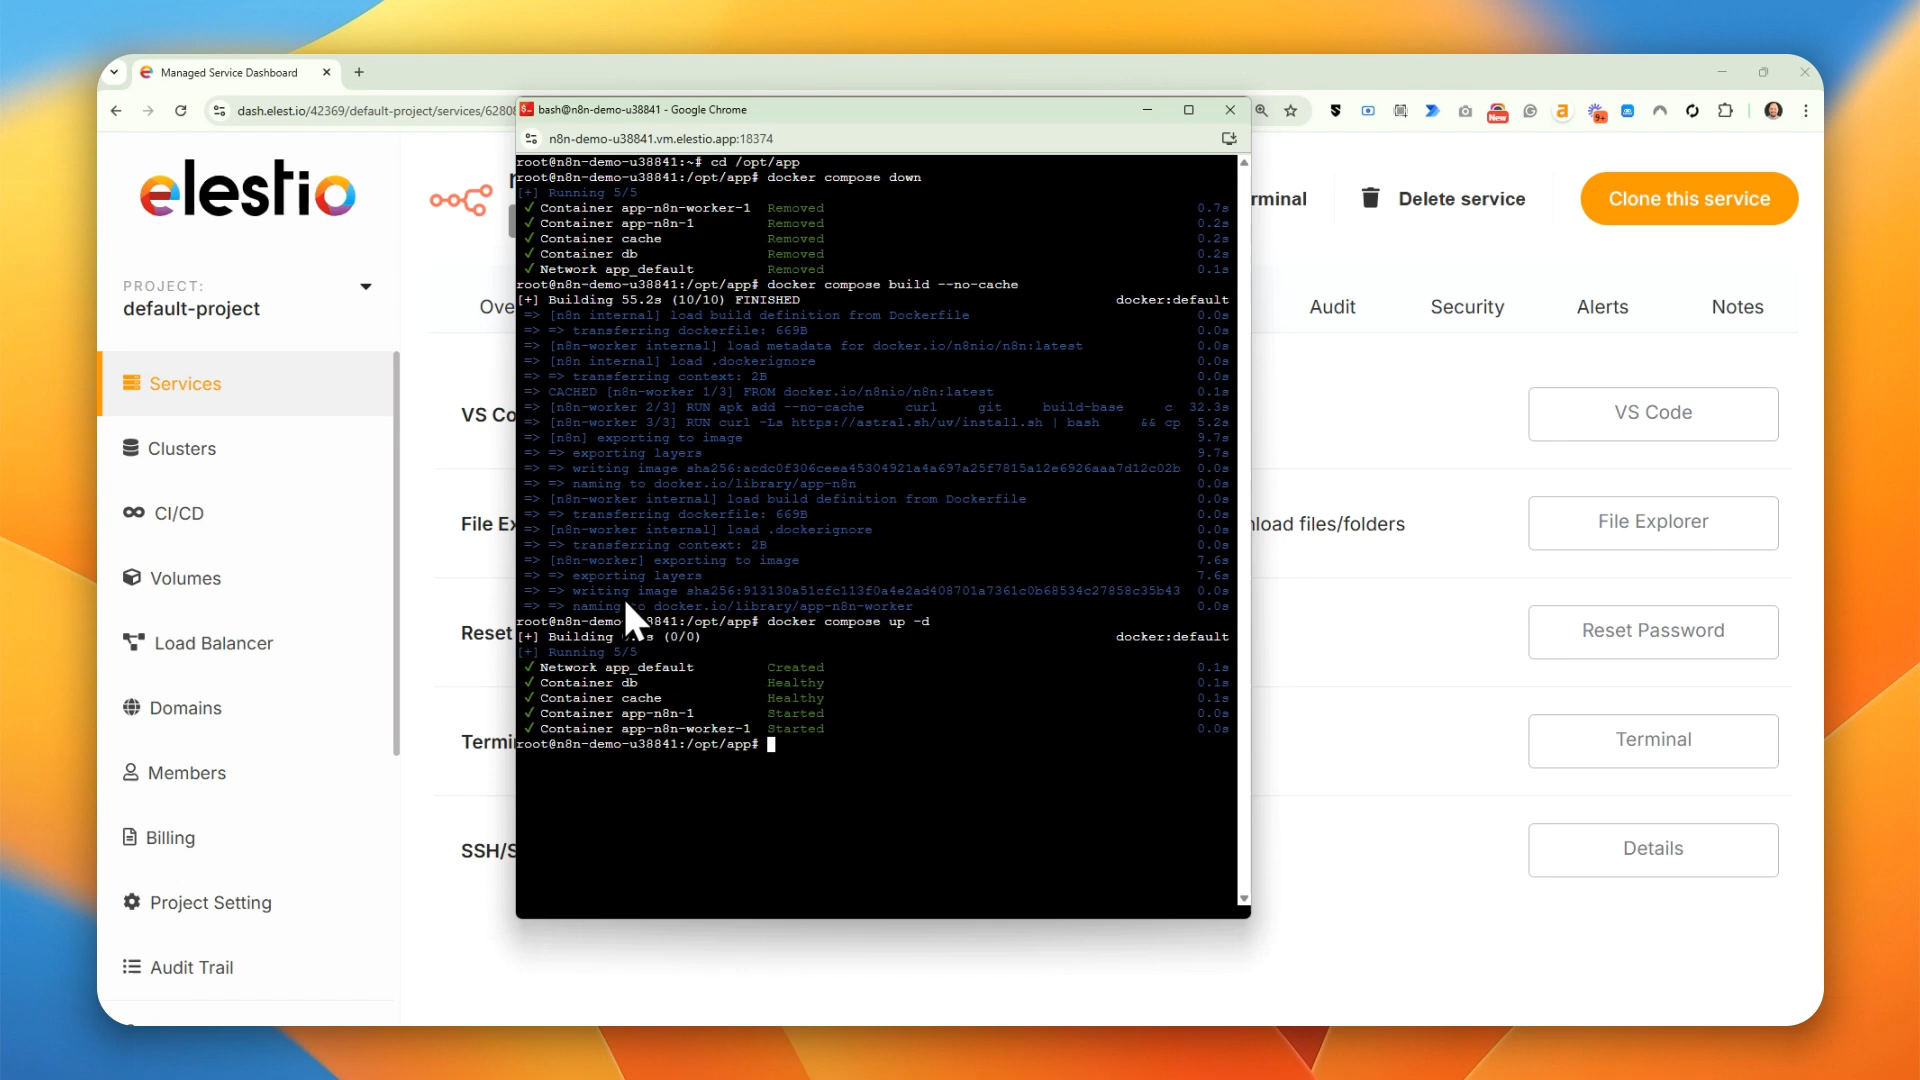 Managed Service Dashboard
dash.elest.io/42369/default-project/services/6280
bash@n8n-demo-u38841 - Google Chrome
New
9+
n8n-demo-u38841.vm.elestio.app:18374
elestio
PROJECT:
default-project
Services
Clusters
CI/CD
Volumes
Load Balancer
Domains
Members
Billing
Project Setting
Audit Trail
root@n8n-demo-u38841:~# cd /opt/app
root@n8n-demo-u38841:/opt/app# docker compose down
[+] Running 5/5
✓ Container app-n8n-worker-1 Removed 0.7s
✓ Container app-n8n-1 Removed 0.2s
✓ Container cache Removed 0.2s
✓ Container db Removed 0.2s
✓ Network app_default Removed 0.1s
root@n8n-demo-u38841:/opt/app# docker compose build --no-cache
[+] Building 55.2s (10/10) FINISHED docker:default
=> [n8n internal] load build definition from Dockerfile 0.0s
=> => transferring dockerfile: 669B 0.0s
=> [n8n-worker internal] load metadata for docker.io/n8nio/n8n:latest 0.0s
=> [n8n internal] load .dockerignore 0.0s
=> => transferring context: 2B 0.0s
=> CACHED [n8n-worker 1/3] FROM docker.io/n8nio/n8n:latest 0.1s
=> [n8n-worker 2/3] RUN apk add --no-cache curl git build-base c 32.3s
=> [n8n-worker 3/3] RUN curl -Ls https://astral.sh/uv/install.sh | bash && cp 5.2s
=> [n8n] exporting to image 9.7s
=> => exporting layers 9.7s
=> => writing image sha256:acdc0f306ceea45304921a4a697a25f7815a12e6926aaa7d12c02b 0.0s
=> => naming to docker.io/library/app-n8n 0.0s
=> [n8n-worker internal] load build definition from Dockerfile 0.0s
=> => transferring dockerfile: 669B 0.0s
=> [n8n-worker internal] load .dockerignore 0.0s
=> => transferring context: 2B 0.0s
=> [n8n-worker] exporting to image 7.6s
=> => exporting layers 7.6s
=> => writing image sha256:913130a51cfc113f0a4e2ad408701a7361c0b68534c27858c35b43 0.0s
=> => naming to docker.io/library/app-n8n-worker 0.0s
root@n8n-demo-u38841:/opt/app# docker compose up -d
[+] Building (0/0) docker:default
[+] Running 5/5
✓ Network app_default Created 0.1s
✓ Container db Healthy 0.1s
✓ Container cache Healthy 0.1s
✓ Container app-n8n-1 Started 0.0s
✓ Container app-n8n-worker-1 Started 0.0s
root@n8n-demo-u38841:/opt/app#
rminal
Delete service
Clone this service
Ove
Audit
Security
Alerts
Notes
VS Co
VS Code
File Ex
load files/folders
File Explorer
Reset
Reset Password
Termi
Terminal
SSH/S
Details